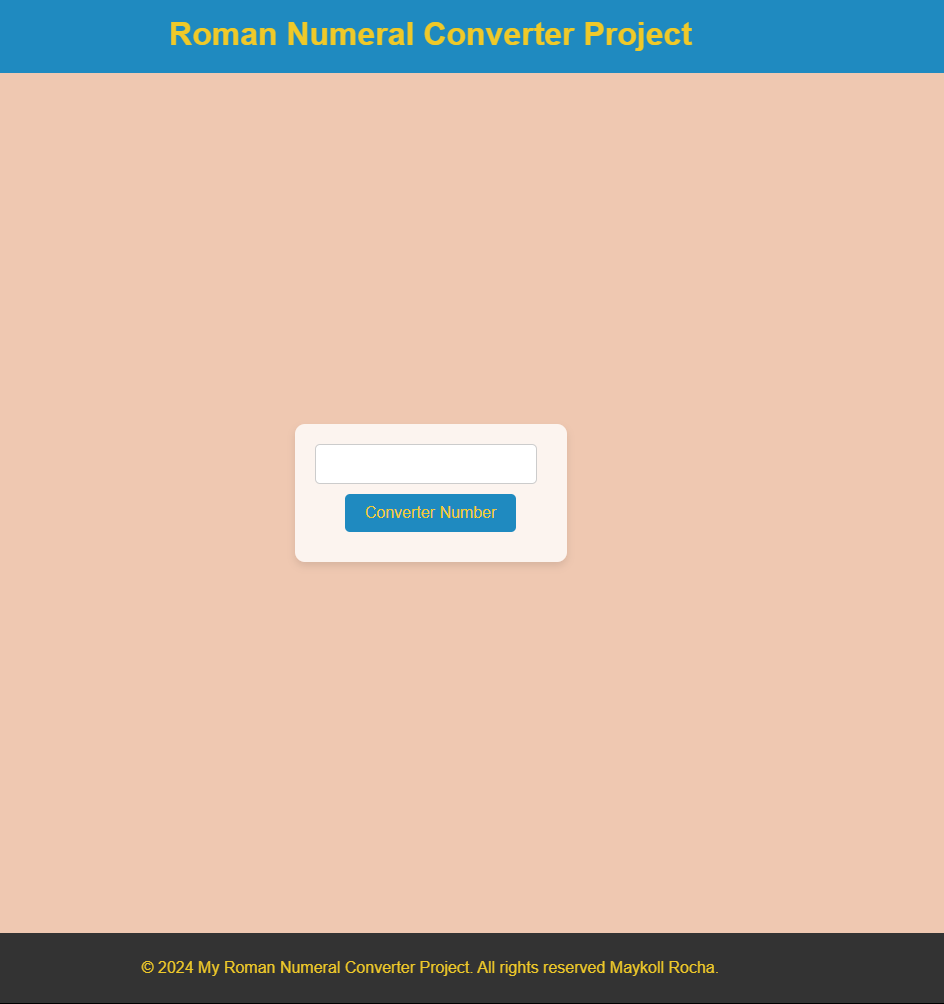 Roman Numeral Converter Project
Converter Number
© 2024 My Roman Numeral Converter Project. All rights reserved Maykoll Rocha.